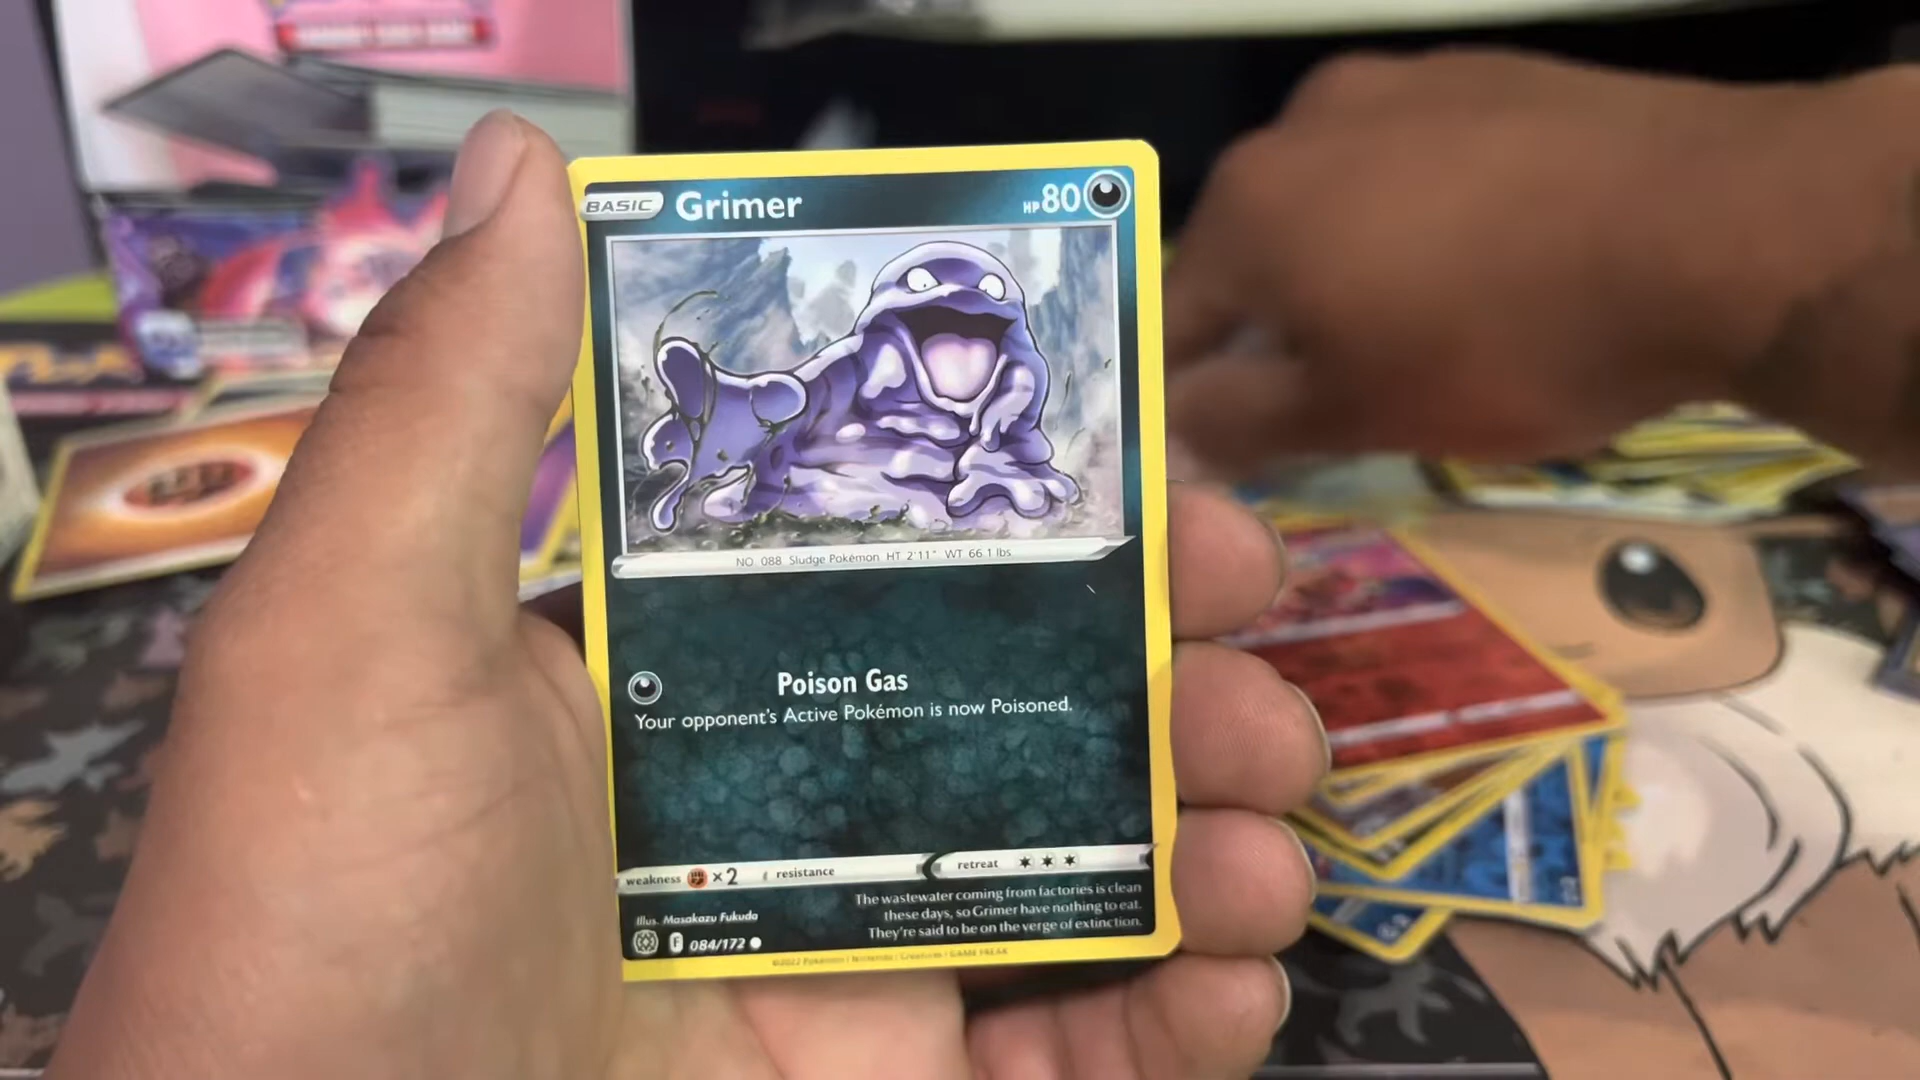 BASIC Grimer HP 80
NO. 088 Sludge Pokémon HT 2'11" WT 66.1 lbs
Poison Gas
Your opponent's Active Pokémon is now Poisoned.
weakness ×2 resistance retreat
The wastewater coming from factories is clean
these days, so Grimer have nothing to eat.
They're said to be on the verge of extinction.
Illus. Masakazu Fukuda
F 084/172
©2022 Pokémon / Nintendo / Creatures / GAME FREAK